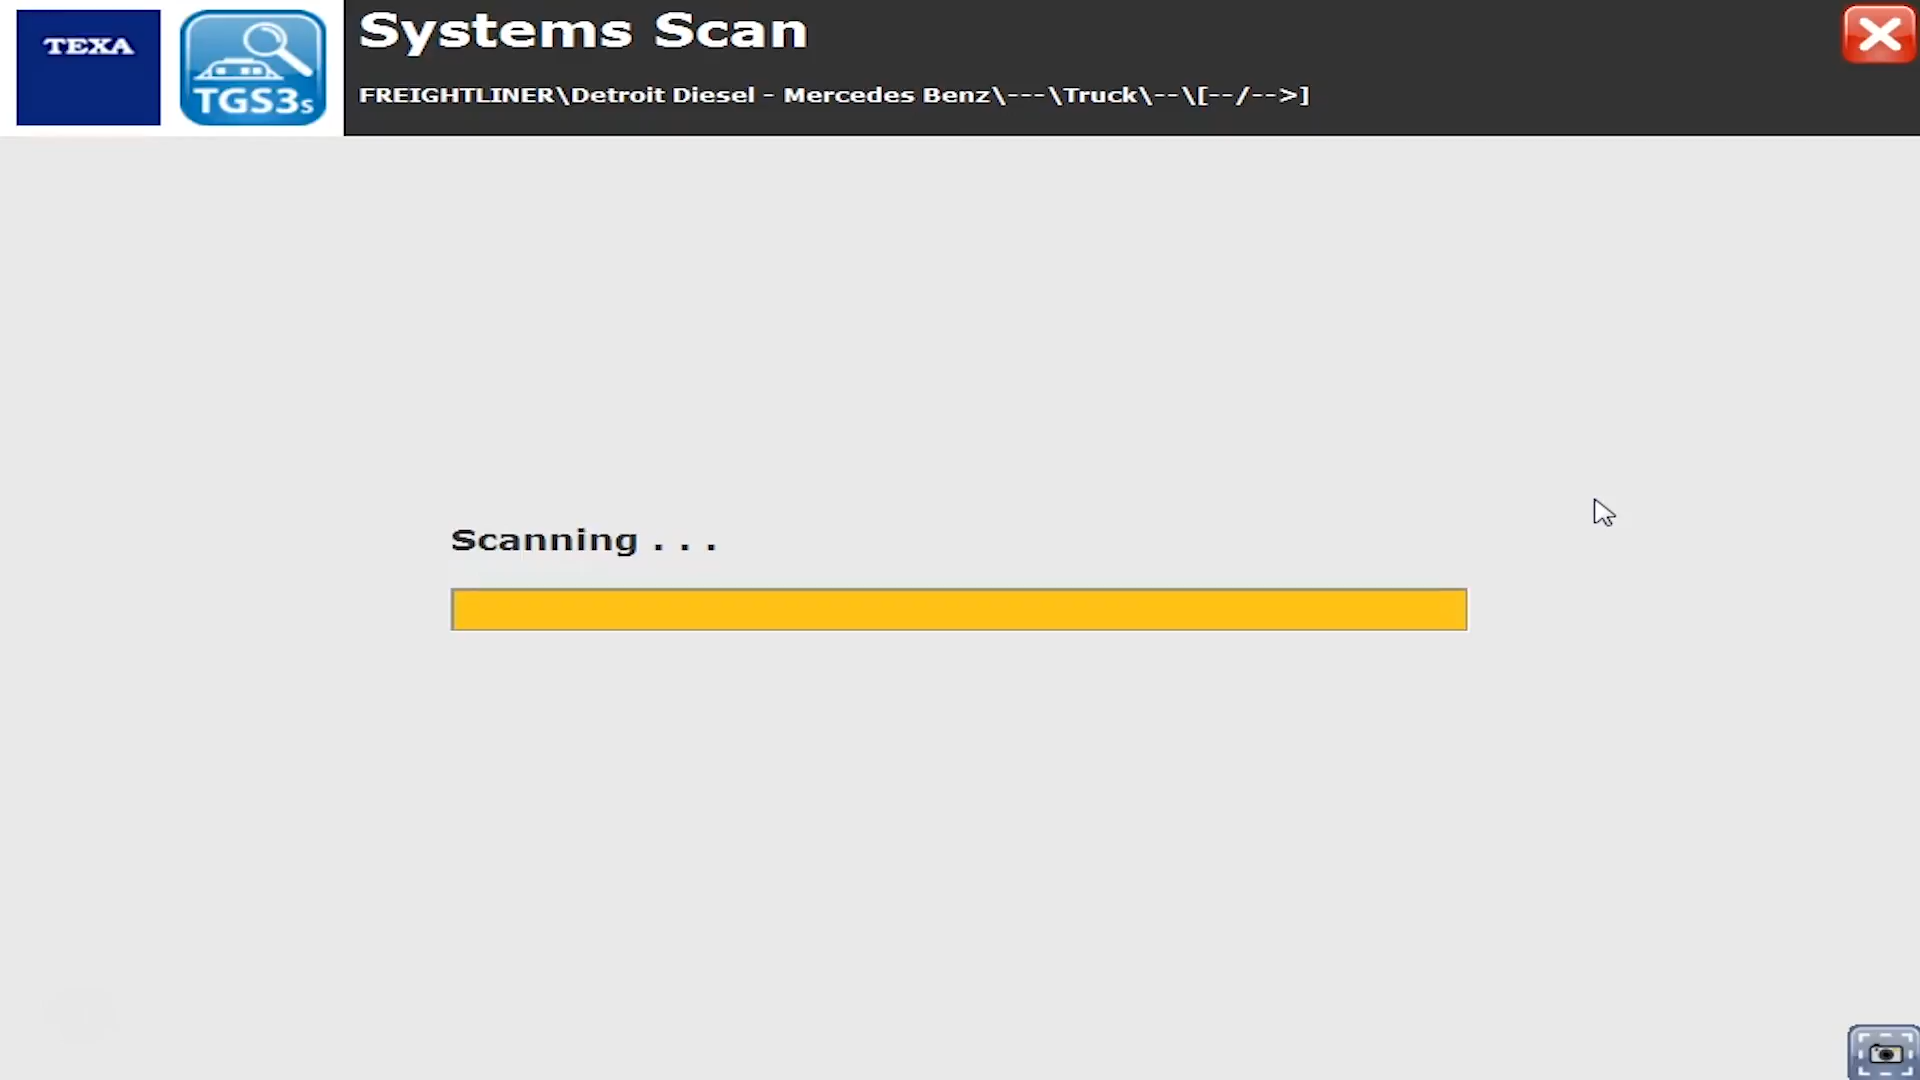 TEXA
TGS3s
Systems Scan
FREIGHTLINER\Detroit Diesel - Mercedes Benz\---\Truck\--\[--/-->]
Scanning . . .